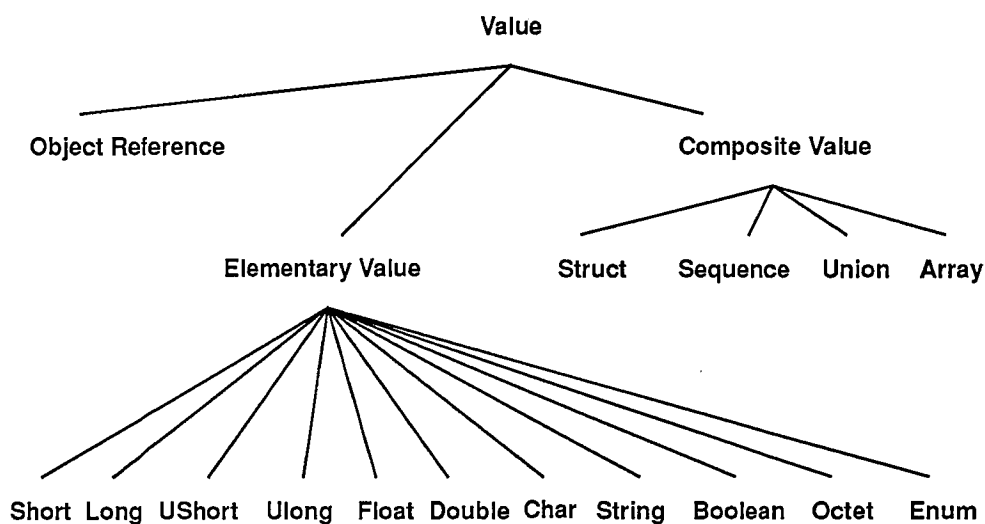 Value
Object Reference
Composite Value
Elementary Value
Struct Sequence Union Array
Short Long UShort Ulong Float Double Char String Boolean Octet Enum